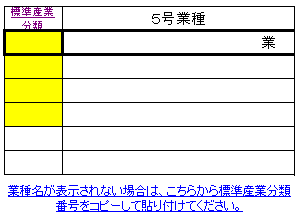 標準産業
分類
5号業種
業
業種名が表示されない場合は、こちらから標準産業分類
番号をコピーして貼り付けてください。